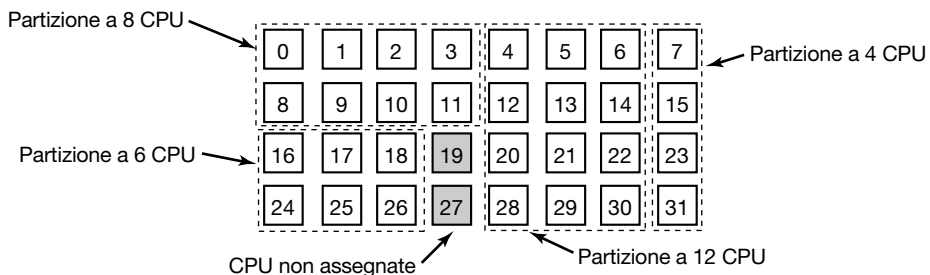 Partizione a 8 CPU
0 1 2 3 4 5 6 7
Partizione a 4 CPU
8 9 10 11 12 13 14 15
Partizione a 6 CPU
16 17 18 19 20 21 22 23
24 25 26 27 28 29 30 31
CPU non assegnate
Partizione a 12 CPU